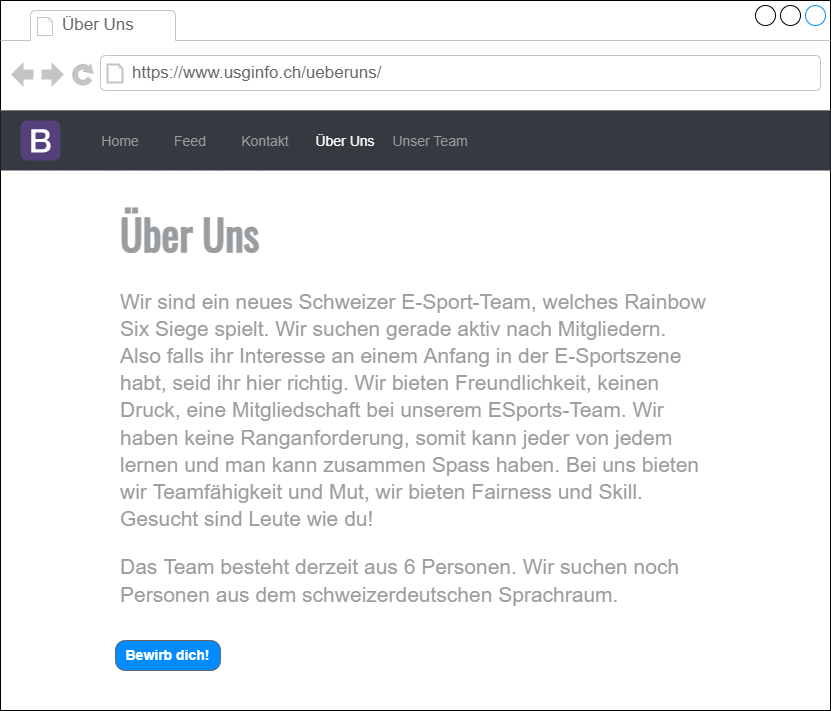 Über Uns
https://www.usginfo.ch/ueberuns/
B Home Feed Kontakt Über Uns Unser Team
Über Uns
Wir sind ein neues Schweizer E-Sport-Team, welches Rainbow
Six Siege spielt. Wir suchen gerade aktiv nach Mitgliedern.
Also falls ihr Interesse an einem Anfang in der E-Sportszene
habt, seid ihr hier richtig. Wir bieten Freundlichkeit, keinen
Druck, eine Mitgliedschaft bei unserem ESports-Team. Wir
haben keine Ranganforderung, somit kann jeder von jedem
lernen und man kann zusammen Spass haben. Bei uns bieten
wir Teamfähigkeit und Mut, wir bieten Fairness und Skill.
Gesucht sind Leute wie du!
Das Team besteht derzeit aus 6 Personen. Wir suchen noch
Personen aus dem schweizerdeutschen Sprachraum.
Bewirb dich!